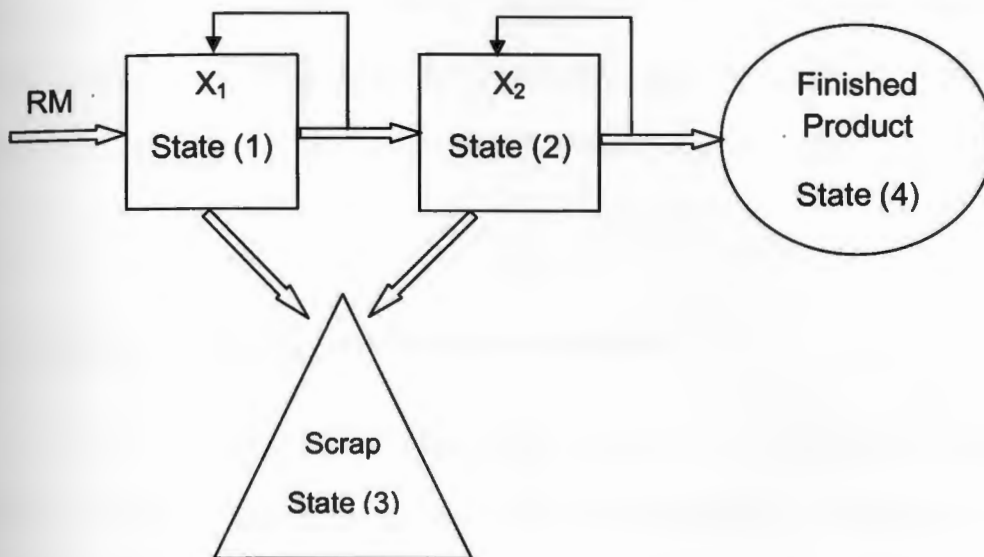 RM
X₁
State (1)
X₂
State (2)
Finished
Product
State (4)
Scrap
State (3)